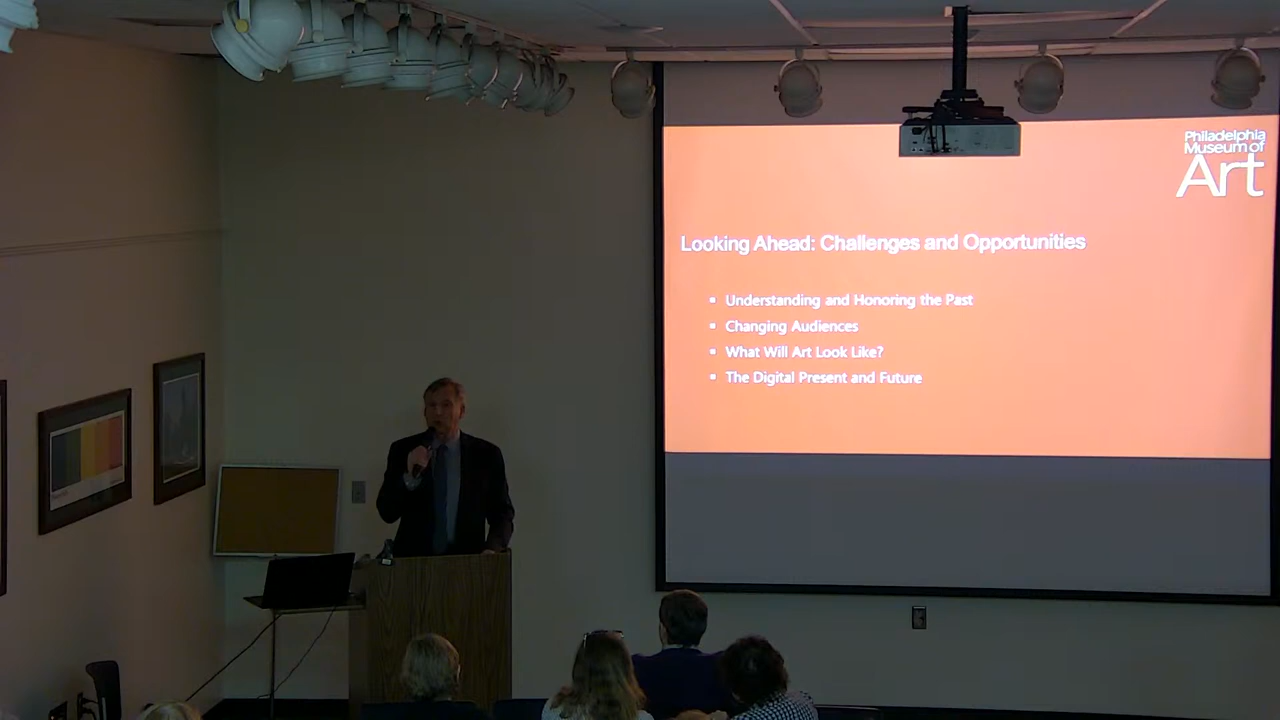 Philadelphia
Museum of
Art
Looking Ahead: Challenges and Opportunities
▪ Understanding and Honoring the Past
▪ Changing Audiences
▪ What Will Art Look Like?
▪ The Digital Present and Future